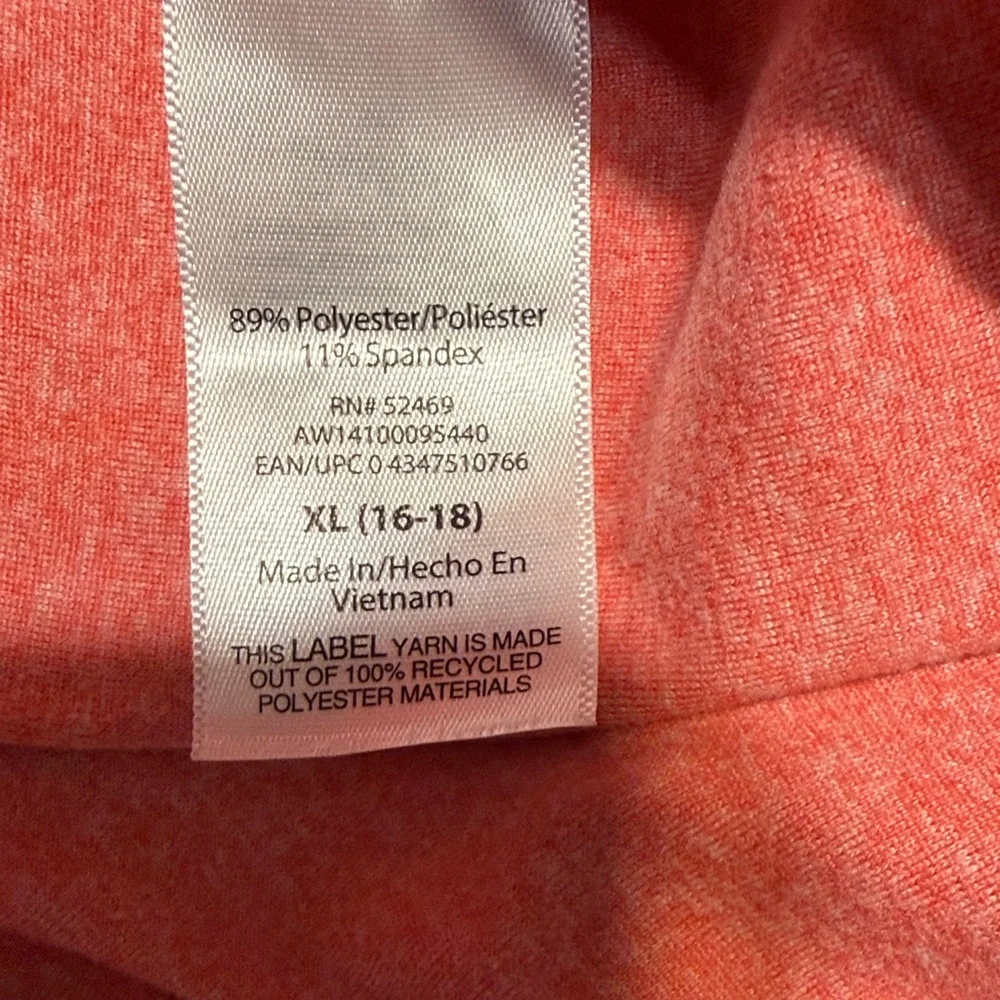 89% Polyester/Poliéster
11% Spandex
RN# 52469
AW14100095440
EAN/UPC 0 4347510766
XL (16-18)
Made In/Hecho En
Vietnam
THIS LABEL YARN IS MADE
OUT OF 100% RECYCLED
POLYESTER MATERIALS